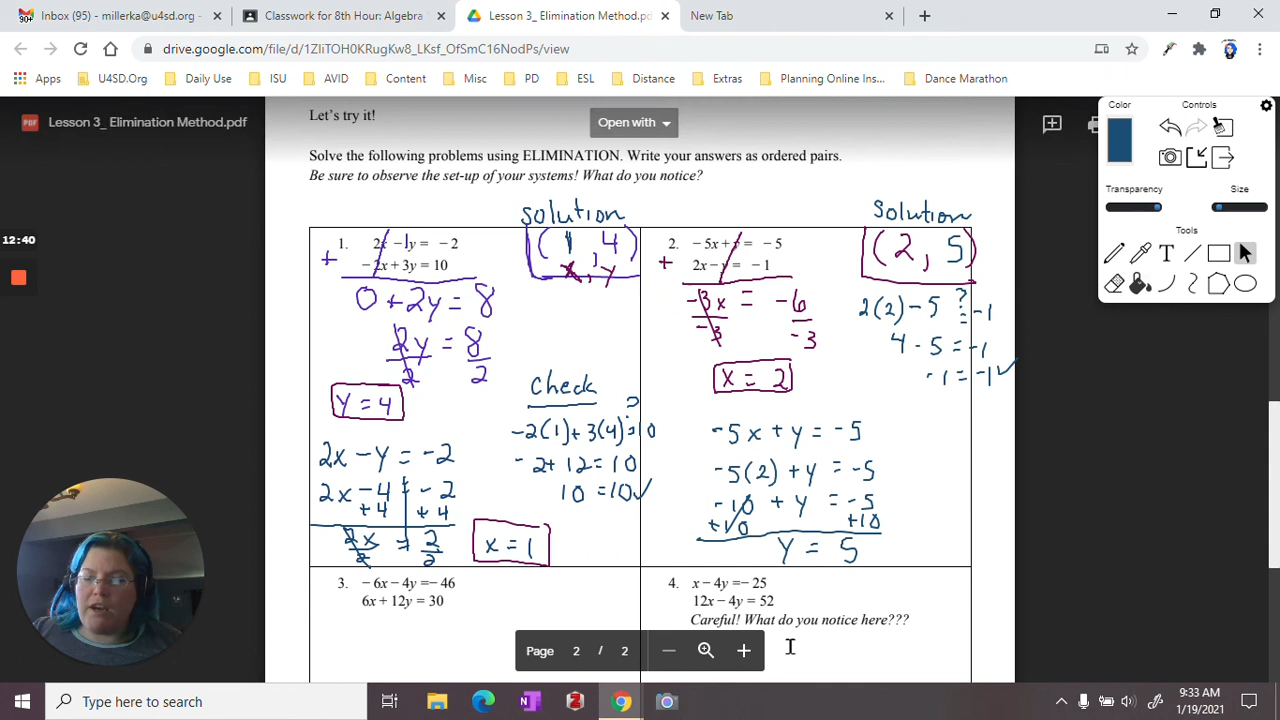 90+
Inbox (95) - millerka@u4sd.org
Classwork for 8th Hour: Algebra
Lesson 3_ Elimination Method.pdf
New Tab
drive.google.com/file/d/1ZIiTOH0KRugKw8_LKsf_OfSmC16NodPs/view
Apps U4SD.Org Daily Use ISU AVID Content Misc PD ESL Distance Extras Planning Online Ins... Dance Marathon
PDF Lesson 3_ Elimination Method.pdf
Open with
12:40
Color Controls
Transparency Size
Tools
T
Let's try it!
Solve the following problems using ELIMINATION. Write your answers as ordered pairs.
Be sure to observe the set-up of your systems! What do you notice?
solution
(1, 4)
x, y
1. 2x - 1y = - 2
+ - 2x + 3y = 10
0 + 2y = 8
2y = 8
2 2
y = 4
2x - y = -2
2x - 4 = -2
+4 +4
2x = 2
2 2
x = 1
check
-2(1) + 3(4) ?= 10
-2 + 12 = 10
10 = 10 ✓
Solution
(2, 5)
2. - 5x + y = - 5
+ 2x - y = - 1
-3x = -6
-3 -3
x = 2
2(2) - 5 ?= -1
4 - 5 = -1
-1 = -1 ✓
-5x + y = -5
-5(2) + y = -5
-10 + y = -5
+10 +10
y = 5
3. - 6x - 4y = - 46
6x + 12y = 30
4. x - 4y = - 25
12x - 4y = 52
Careful! What do you notice here???
Page 2 / 2
Type here to search
9:33 AM
1/19/2021